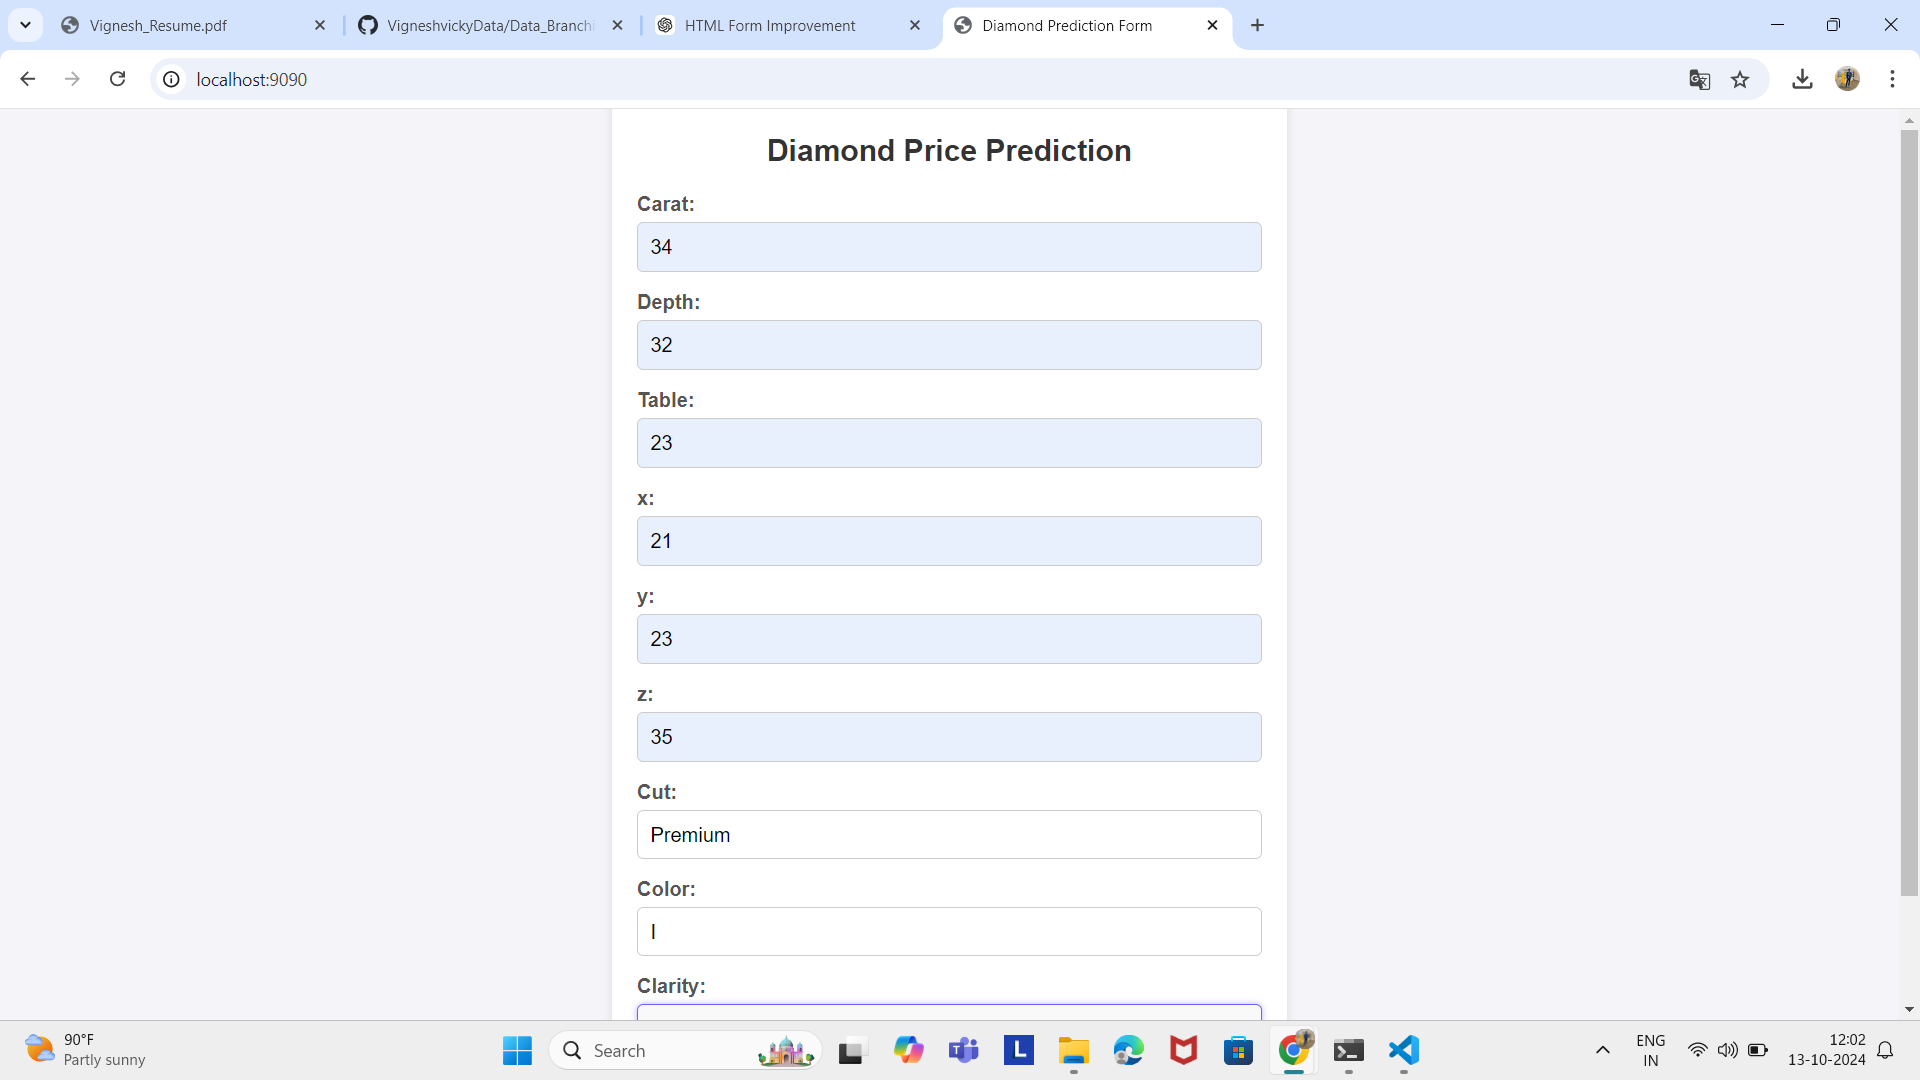 Vignesh_Resume.pdf
VigneshvickyData/Data_Branchi
HTML Form Improvement
Diamond Prediction Form
localhost:9090
Diamond Price Prediction
Carat:
34
Depth:
32
Table:
23
x:
21
y:
23
z:
35
Cut:
Premium
Color:
I
Clarity:
90°F
Partly sunny
Search
L
ENG
IN
12:02
13-10-2024